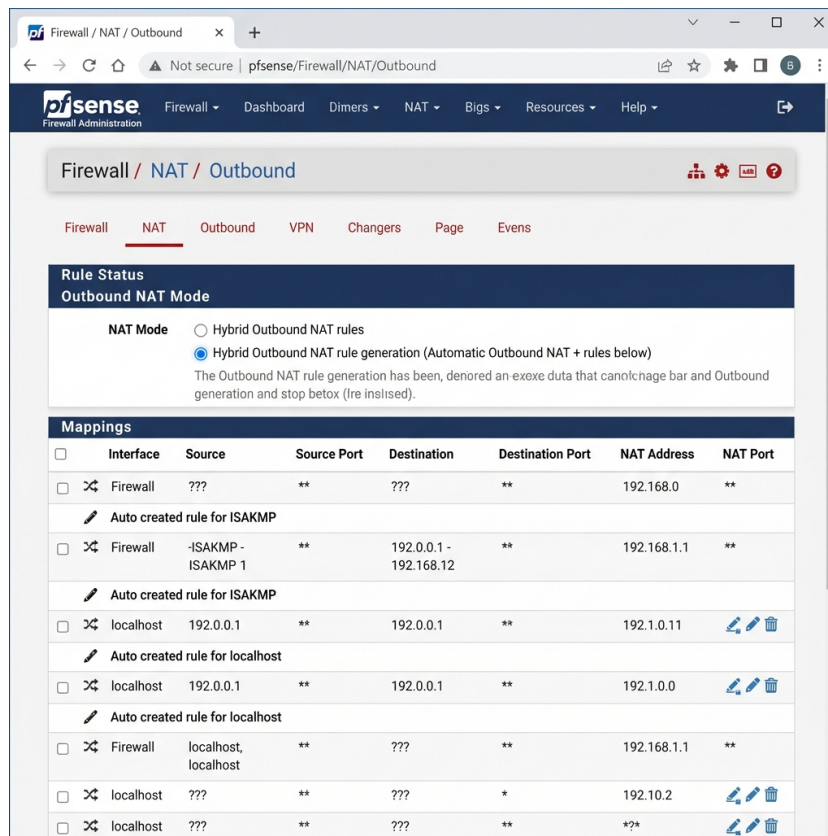 Firewall / NAT / Outbound
Not secure | pfsense/Firewall/NAT/Outbound
B
pfsense
Firewall Administration
Firewall Dashboard Dimers NAT Bigs Resources Help
Firewall / NAT / Outbound
Firewall NAT Outbound VPN Changers Page Evens
Rule Status
Outbound NAT Mode
NAT Mode Hybrid Outbound NAT rules
Hybrid Outbound NAT rule generation (Automatic Outbound NAT + rules below)
The Outbound NAT rule generation has been, that bar and Outbound
generation and stop
Mappings
Interface Source Source Port Destination Destination Port NAT Address NAT Port
Firewall ??? ** ??? ** 192.168.0 **
Auto created rule for ISAKMP
Firewall -ISAKMP - ** 192.0.0.1 - ** 192.168.1.1 **
ISAKMP 1 192.168.12
Auto created rule for ISAKMP
localhost 192.0.0.1 ** 192.0.0.1 ** 192.1.0.11
Auto created rule for localhost
localhost 192.0.0.1 ** 192.0.0.1 ** 192.1.0.0
Auto created rule for localhost
Firewall localhost, ** ??? ** 192.168.1.1 **
localhost
localhost ??? ** ??? * 192.10.2
localhost ??? ** ??? ** *?*